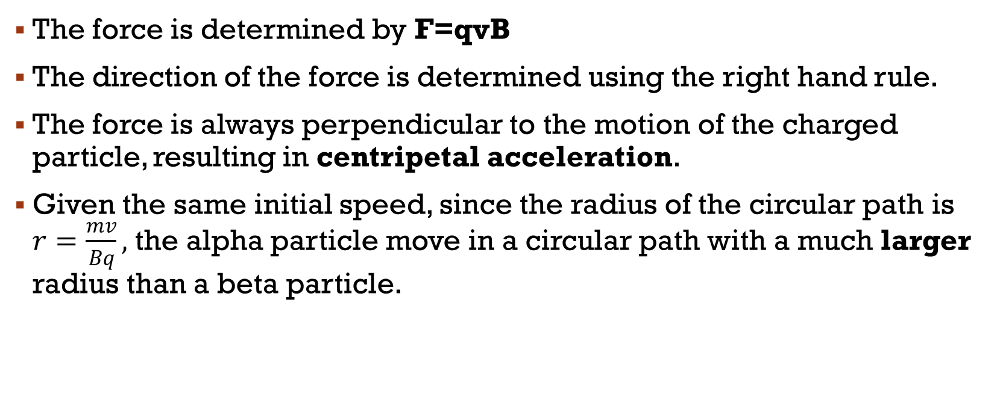 ▪ The force is determined by F=qvB
▪ The direction of the force is determined using the right hand rule.
▪ The force is always perpendicular to the motion of the charged
particle, resulting in centripetal acceleration.
▪ Given the same initial speed, since the radius of the circular path is
r = mv/Bq, the alpha particle move in a circular path with a much larger
radius than a beta particle.